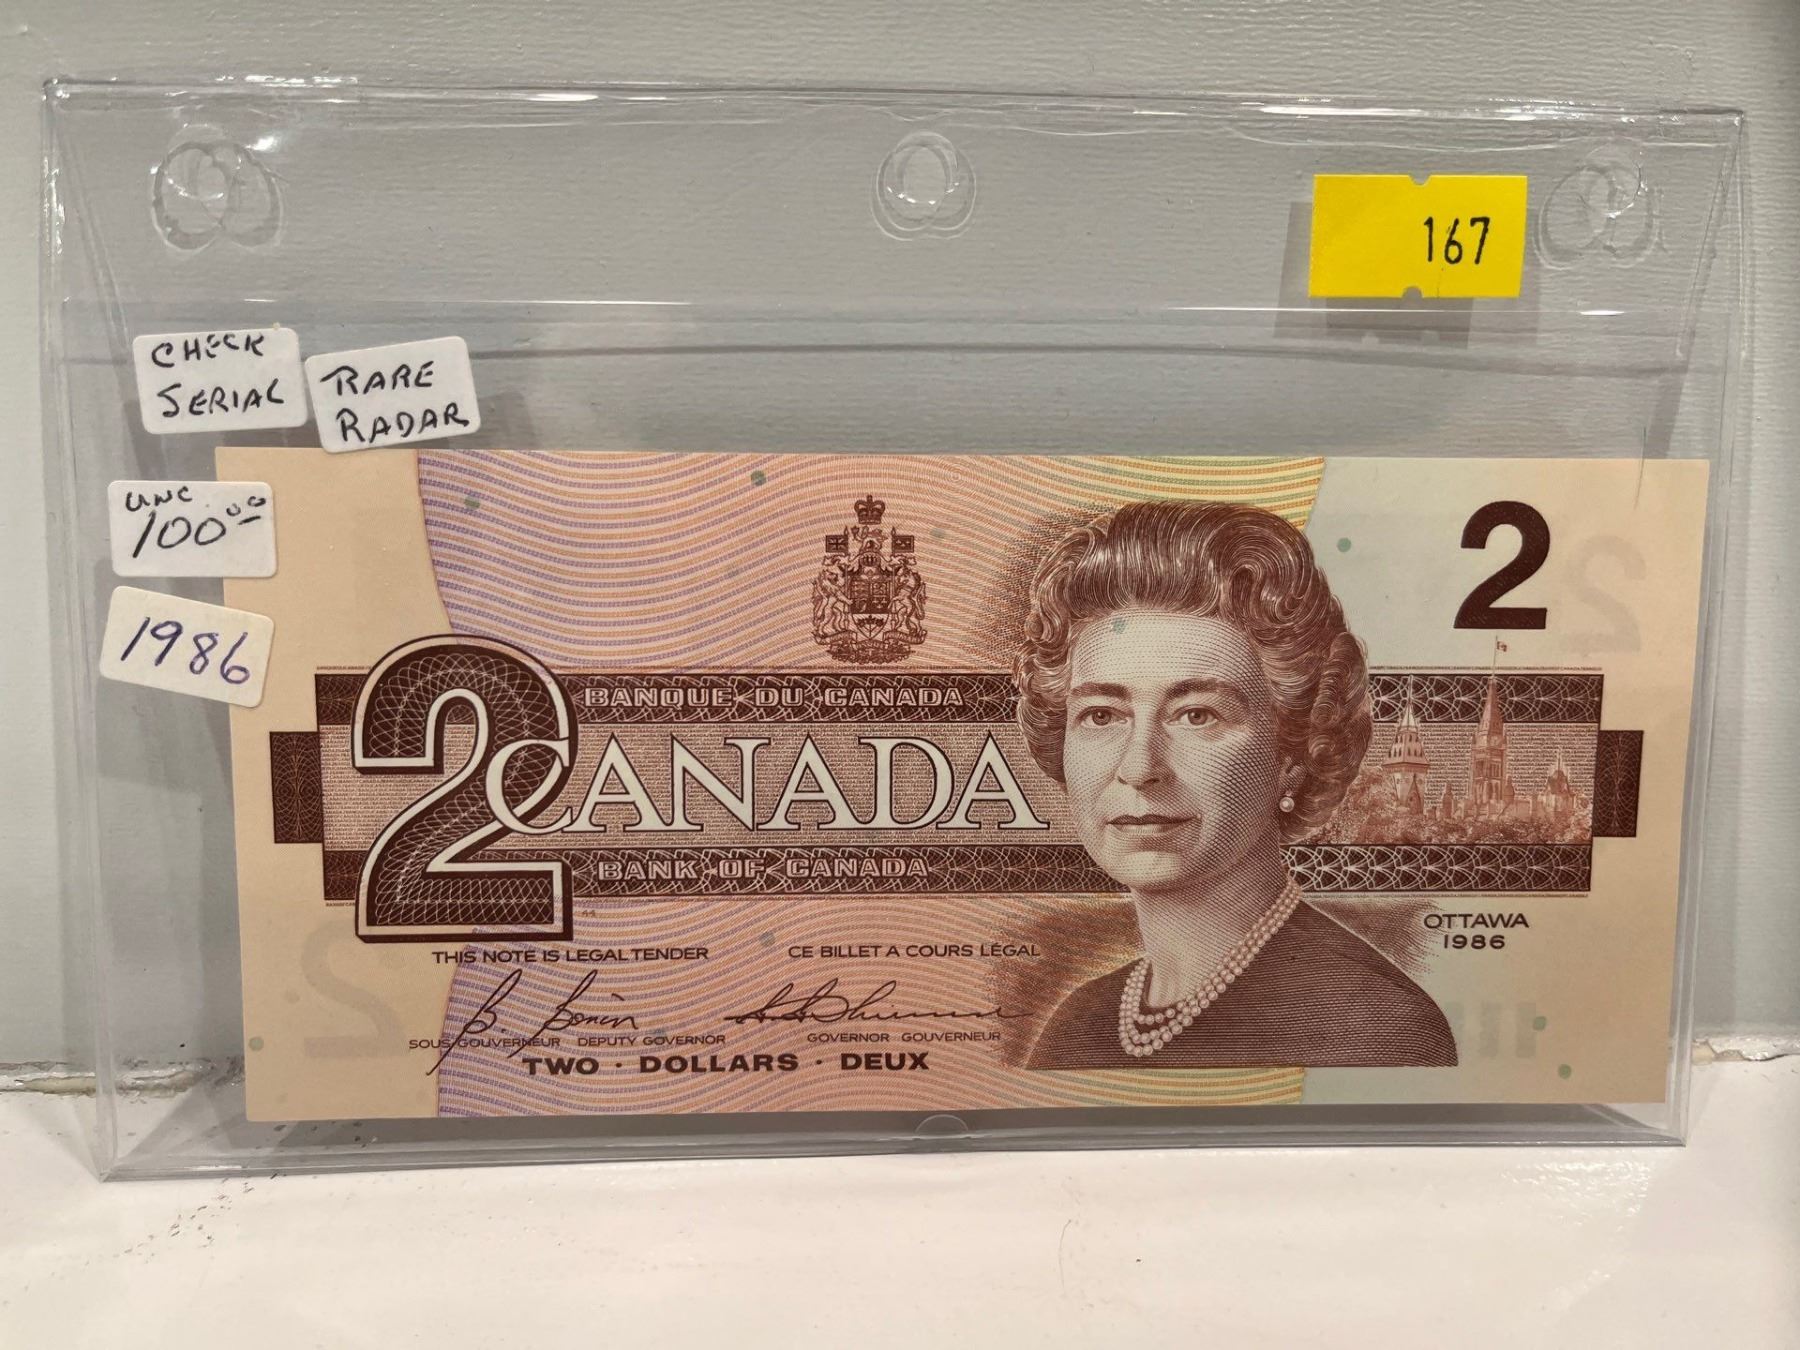 167
CHECK
SERIAL
RARE
RADAR
UNC
100.00
1986
2
BANQUE DU CANADA
2
CANADA
BANK OF CANADA
OTTAWA
1986
THIS NOTE IS LEGAL TENDER
CE BILLET A COURS LÉGAL
B. Bonin
SOUS GOUVERNEUR DEPUTY GOVERNOR
GOVERNOR GOUVERNEUR
TWO · DOLLARS · DEUX